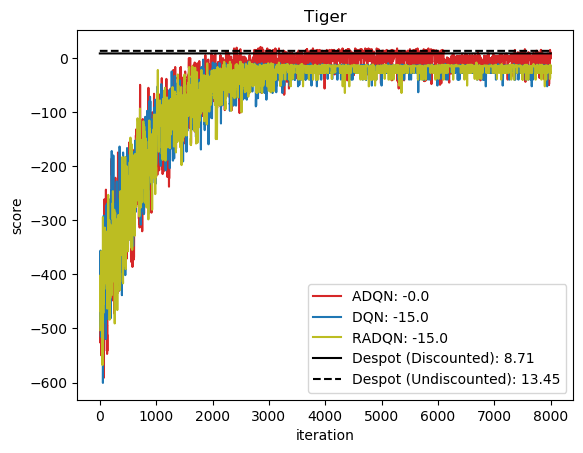 Tiger
0
−100
−200
−300
−400
−500
−600
score
ADQN: -0.0
DQN: -15.0
RADQN: -15.0
Despot (Discounted): 8.71
Despot (Undiscounted): 13.45
0 1000 2000 3000 4000 5000 6000 7000 8000
iteration